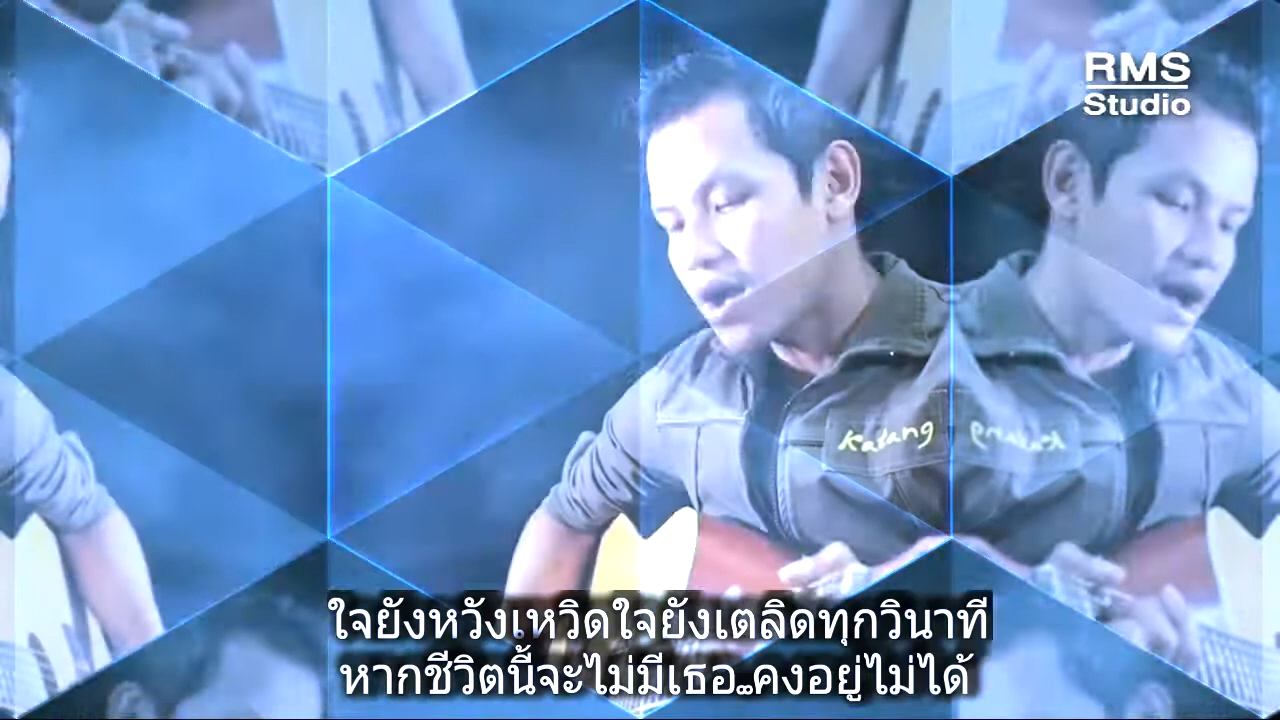 RMS
Studio
Katang
ใจยังหวังเหวิดใจยังเตลิดทุกวินาที
หากชีวิตนี้จะไม่มีเธอ...คงอยู่ไม่ได้